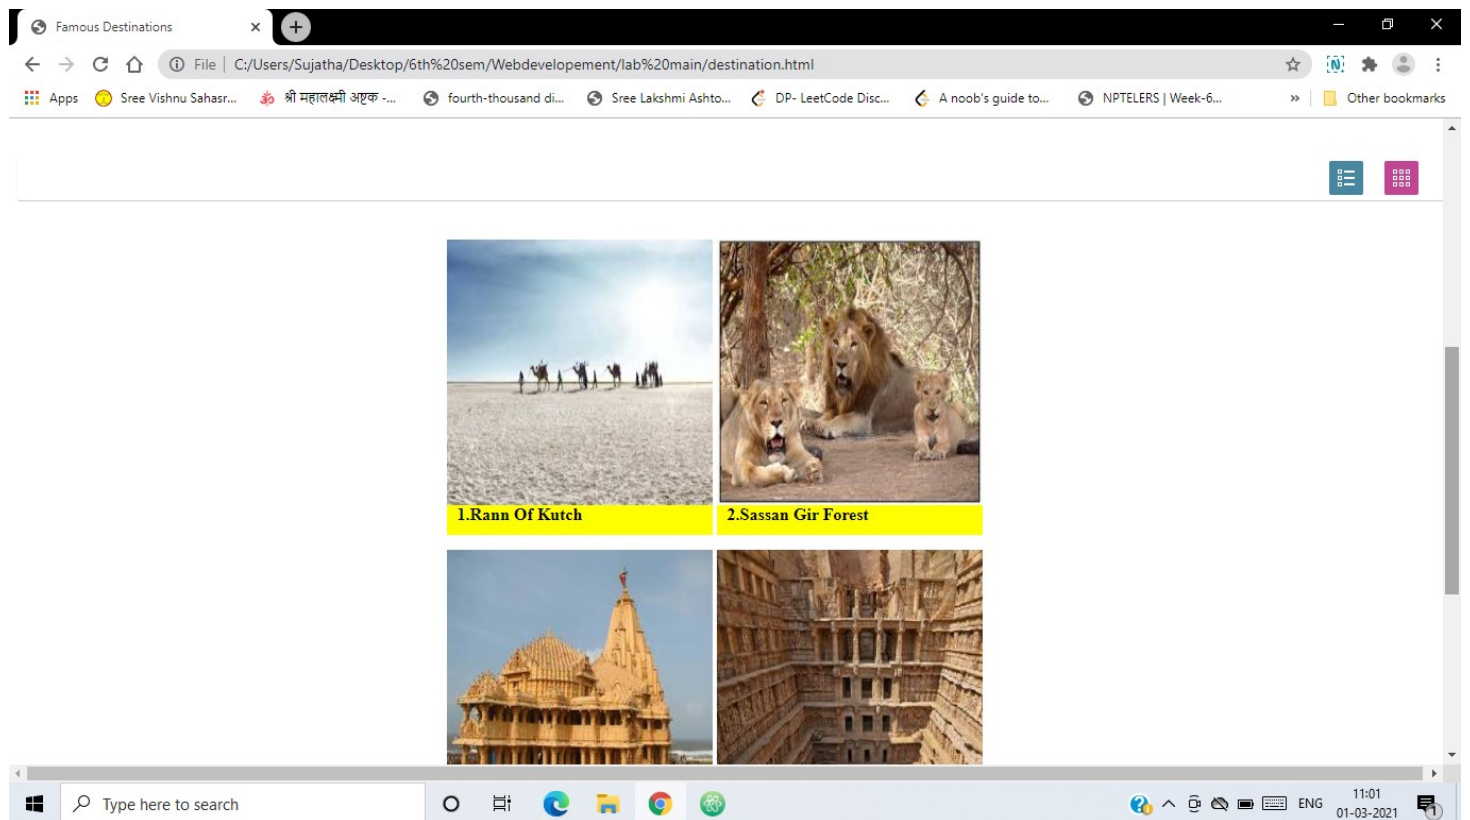 Famous Destinations
File | C:/Users/Sujatha/Desktop/6th%20sem/Webdevelopement/lab%20main/destination.html
Apps Sree Vishnu Sahasr... श्री महालक्ष्मी अष्टक -... fourth-thousand di... Sree Lakshmi Ashto... DP- LeetCode Disc... A noob's guide to... NPTELERS | Week-6... » Other bookmarks
1.Rann Of Kutch
2.Sassan Gir Forest
Type here to search
ENG
11:01
01-03-2021
1